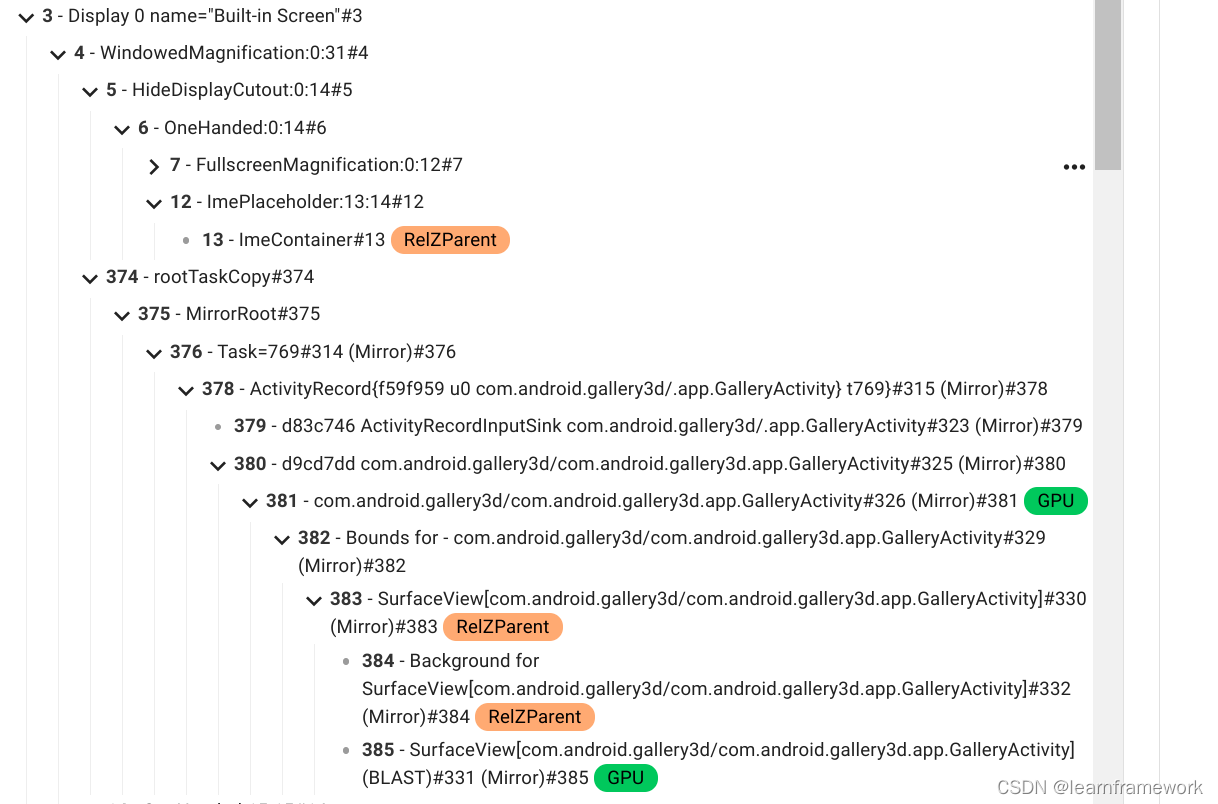 3 - Display 0 name="Built-in Screen"#3
4 - WindowedMagnification:0:31#4
5 - HideDisplayCutout:0:14#5
6 - OneHanded:0:14#6
7 - FullscreenMagnification:0:12#7
12 - ImePlaceholder:13:14#12
13 - ImeContainer#13 RelZParent
374 - rootTaskCopy#374
375 - MirrorRoot#375
376 - Task=769#314 (Mirror)#376
378 - ActivityRecord{f59f959 u0 com.android.gallery3d/.app.GalleryActivity} t769}#315 (Mirror)#378
379 - d83c746 ActivityRecordInputSink com.android.gallery3d/.app.GalleryActivity#323 (Mirror)#379
380 - d9cd7dd com.android.gallery3d/com.android.gallery3d.app.GalleryActivity#325 (Mirror)#380
381 - com.android.gallery3d/com.android.gallery3d.app.GalleryActivity#326 (Mirror)#381 GPU
382 - Bounds for - com.android.gallery3d/com.android.gallery3d.app.GalleryActivity#329
(Mirror)#382
383 - SurfaceView[com.android.gallery3d/com.android.gallery3d.app.GalleryActivity]#330
(Mirror)#383 RelZParent
384 - Background for
SurfaceView[com.android.gallery3d/com.android.gallery3d.app.GalleryActivity]#332
(Mirror)#384 RelZParent
385 - SurfaceView[com.android.gallery3d/com.android.gallery3d.app.GalleryActivity]
(BLAST)#331 (Mirror)#385 GPU
CSDN @learnframework